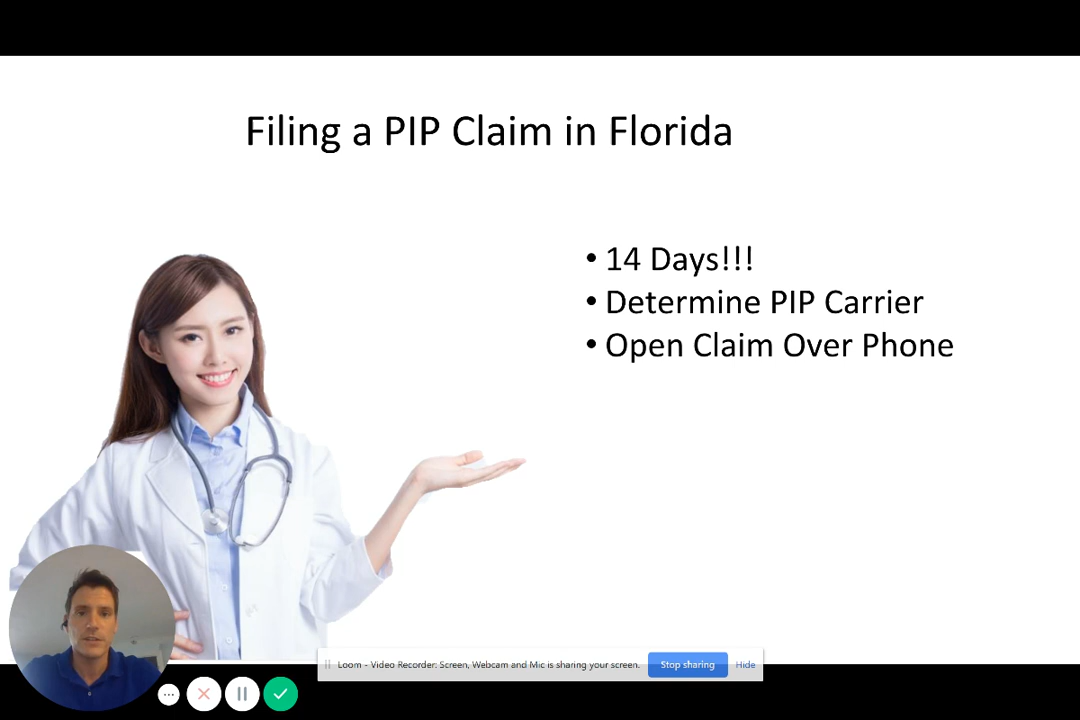 Filing a PIP Claim in Florida
• 14 Days!!!
• Determine PIP Carrier
• Open Claim Over Phone
Loom - Video Recorder: Screen, Webcam and Mic is sharing your screen. Stop sharing Hide